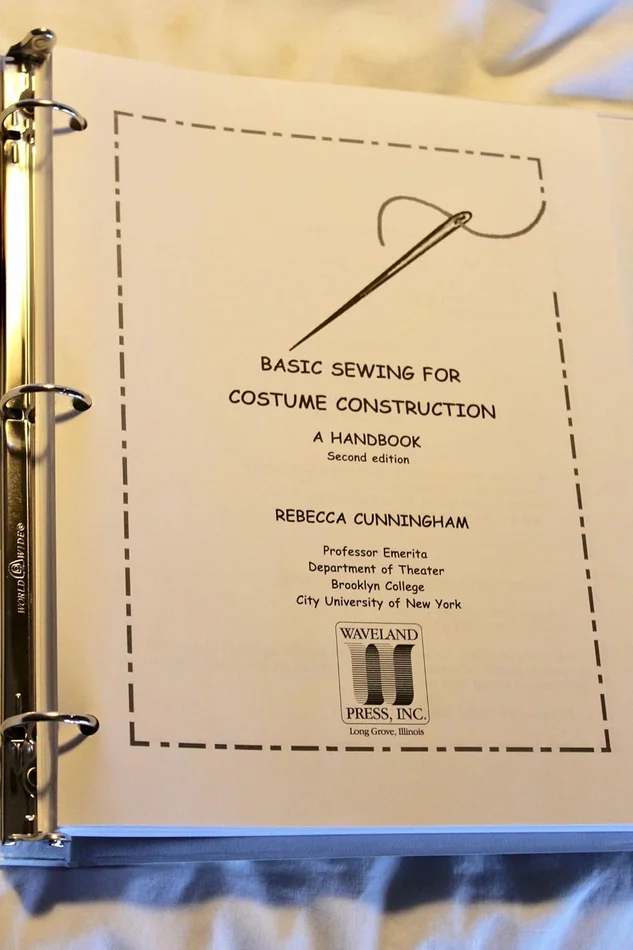 BASIC SEWING FOR
COSTUME CONSTRUCTION
A HANDBOOK
Second edition
REBECCA CUNNINGHAM
Professor Emerita
Department of Theater
Brooklyn College
City University of New York
WAVELAND
PRESS, INC.
Long Grove, Illinois
WORLD WIDE®